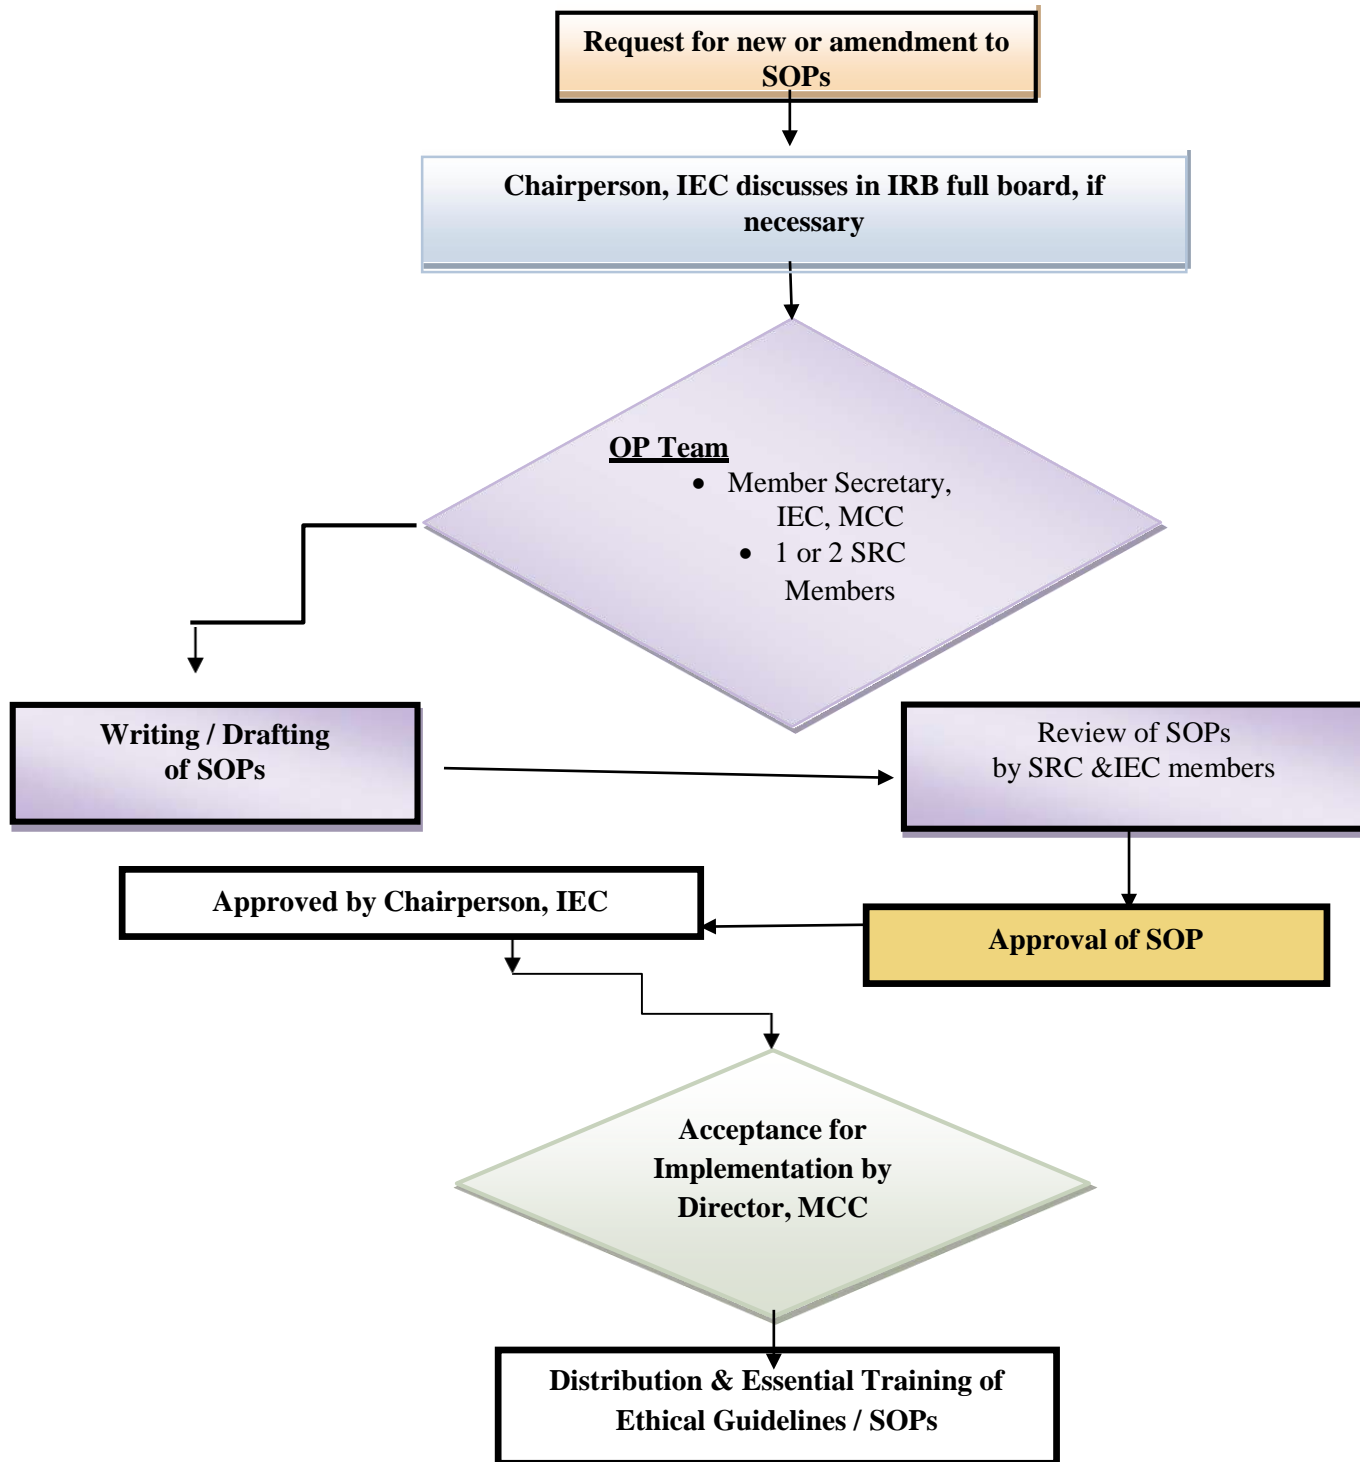 Request for new or amendment to
SOPs
Chairperson, IEC discusses in IRB full board, if
necessary
OP Team
• Member Secretary,
IEC, MCC
• 1 or 2 SRC
Members
Writing / Drafting
of SOPs
Review of SOPs
by SRC &IEC members
Approved by Chairperson, IEC
Approval of SOP
Acceptance for
Implementation by
Director, MCC
Distribution & Essential Training of
Ethical Guidelines / SOPs